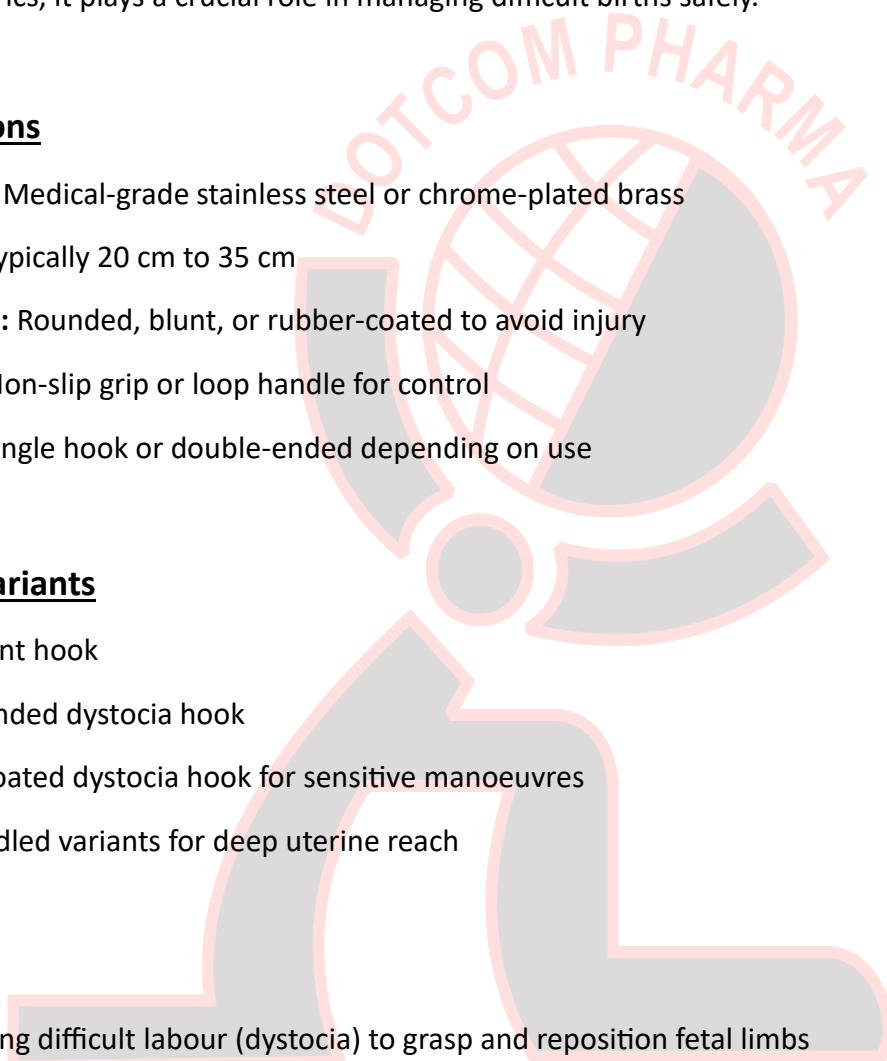 it plays a crucial role in managing difficult births safely.
DOTCOM PHARMA
ons
Medical-grade stainless steel or chrome-plated brass
ypically 20 cm to 35 cm
: Rounded, blunt, or rubber-coated to avoid injury
on-slip grip or loop handle for control
ngle hook or double-ended depending on use
ariants
nt hook
nded dystocia hook
oated dystocia hook for sensitive manoeuvres
dled variants for deep uterine reach
ng difficult labour (dystocia) to grasp and reposition fetal limbs